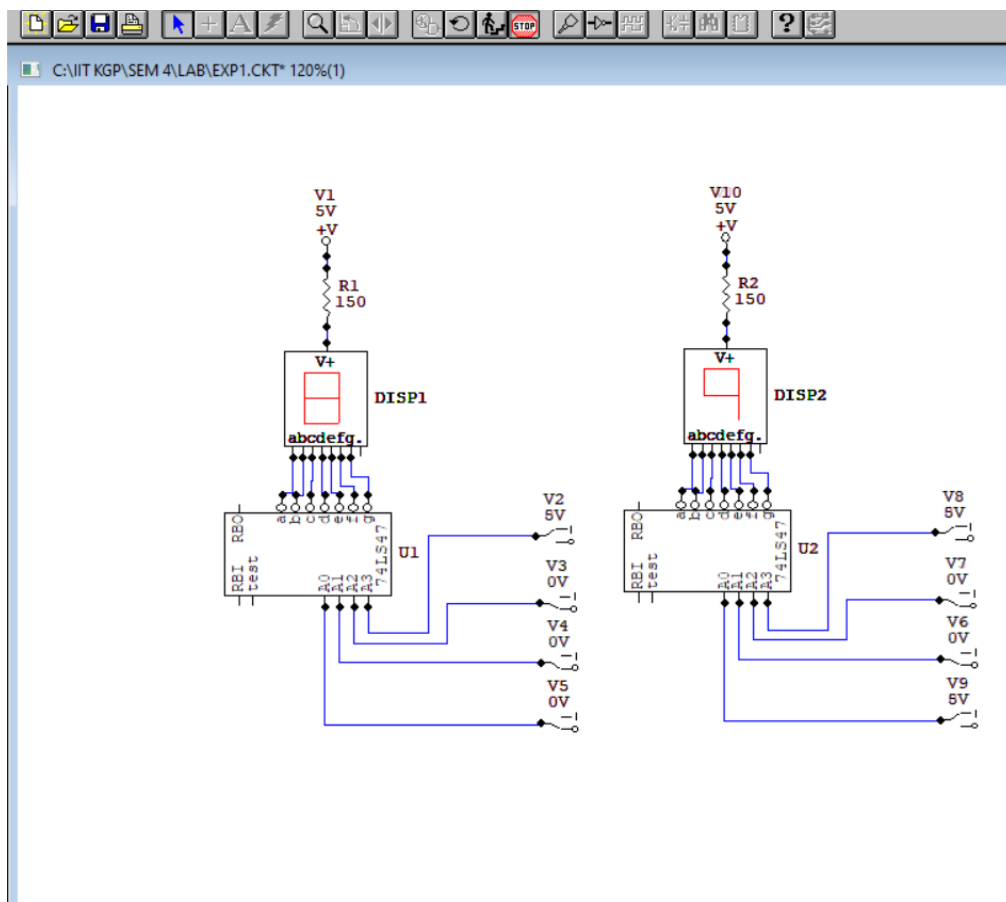 STOP
?
C:\IIT KGP\SEM 4\LAB\EXP1.CKT* 120%(1)
V1
5V
+V
R1
150
V+
DISP1
abcdefg.
a b c d e f g
RBO
RBI
test
A0 A1 A2 A3
74LS47
U1
V2
5V
V3
0V
V4
0V
V5
0V
V10
5V
+V
R2
150
V+
DISP2
abcdefg.
a b c d e f g
RBO
RBI
test
A0 A1 A2 A3
74LS47
U2
V8
5V
V7
0V
V6
0V
V9
5V